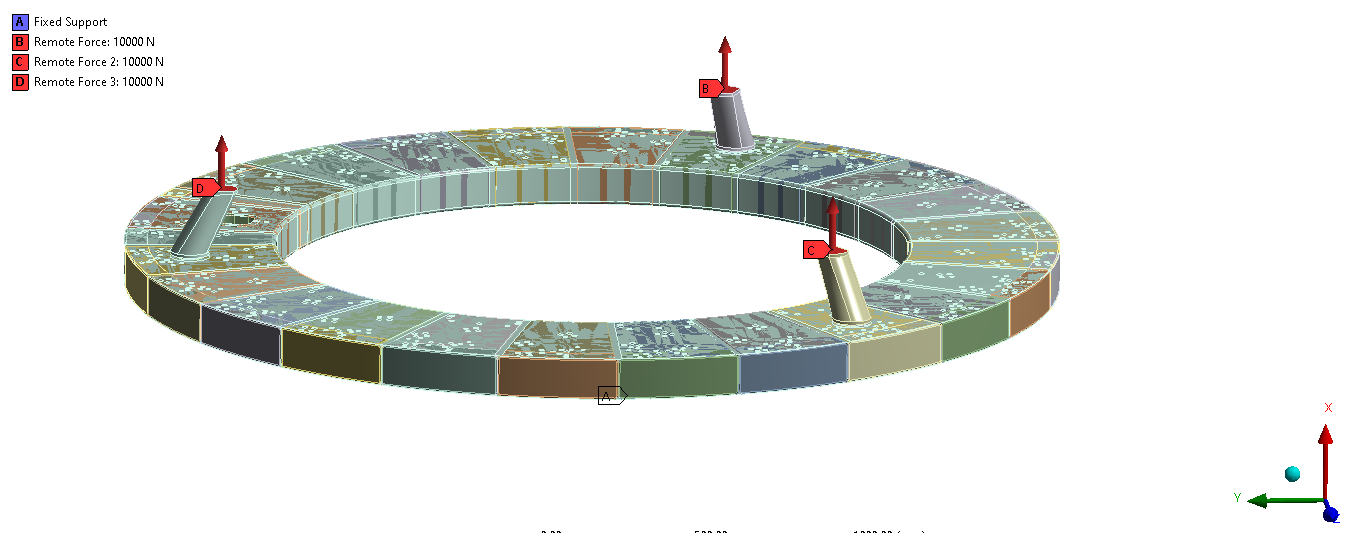 A Fixed Support
B Remote Force: 10000 N
C Remote Force 2: 10000 N
D Remote Force 3: 10000 N
B
D
C
A
X
Y
Z